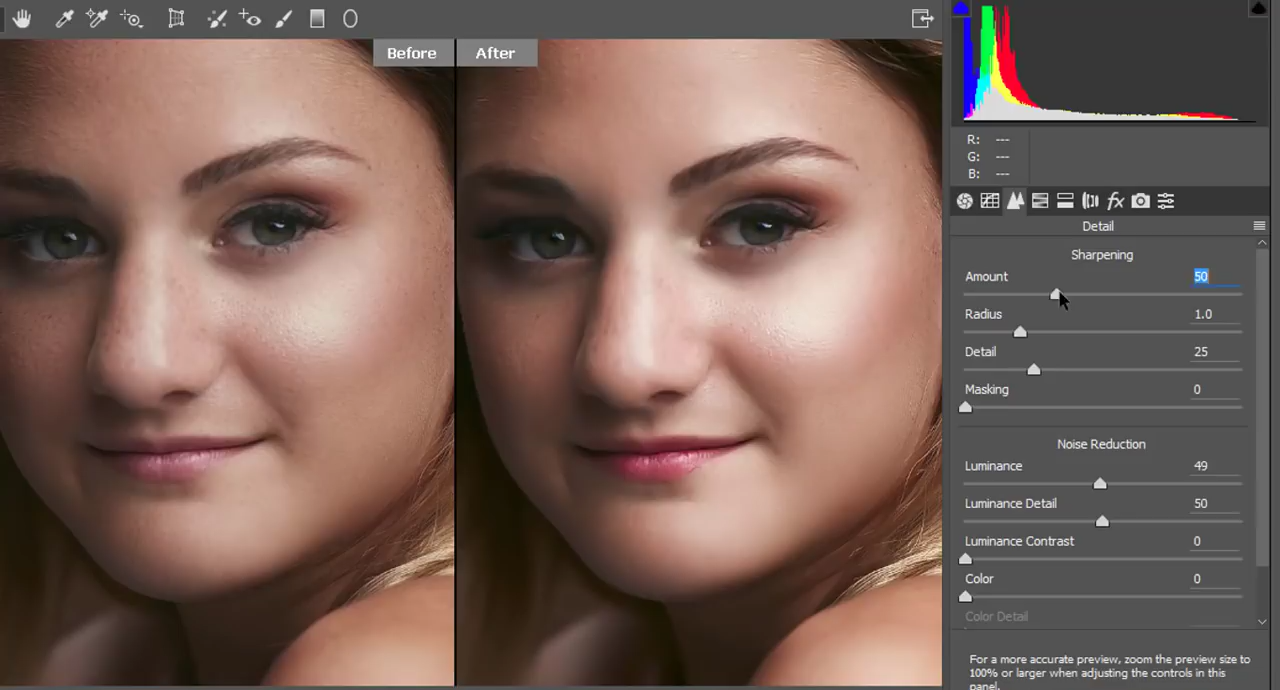 Before
After
R: ---
G: ---
B: ---
fx
Detail
Sharpening
Amount 50
Radius 1.0
Detail 25
Masking 0
Noise Reduction
Luminance 49
Luminance Detail 50
Luminance Contrast 0
Color 0
Color Detail
For a more accurate preview, zoom the preview size to
100% or larger when adjusting the controls in this
panel.